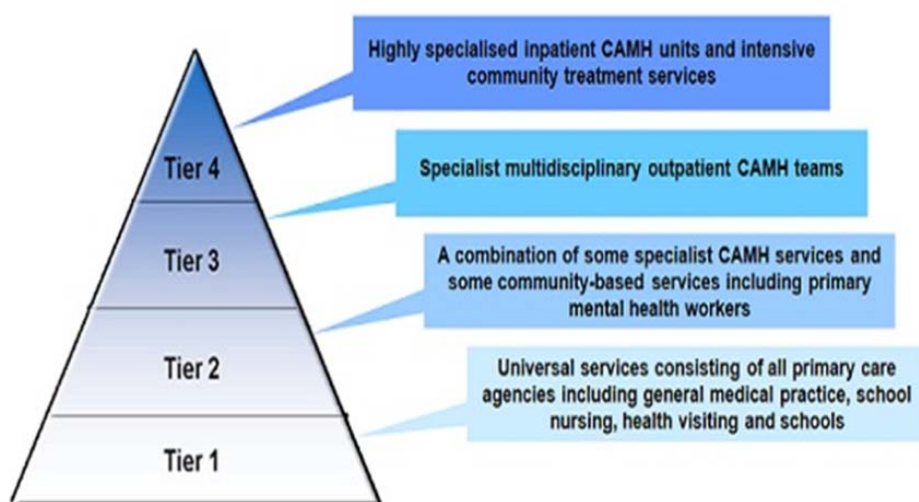 Highly specialised inpatient CAMH units and intensive
community treatment services
Tier 4
Specialist multidisciplinary outpatient CAMH teams
Tier 3
A combination of some specialist CAMH services and
some community-based services including primary
mental health workers
Tier 2
Universal services consisting of all primary care
agencies including general medical practice, school
nursing, health visiting and schools
Tier 1